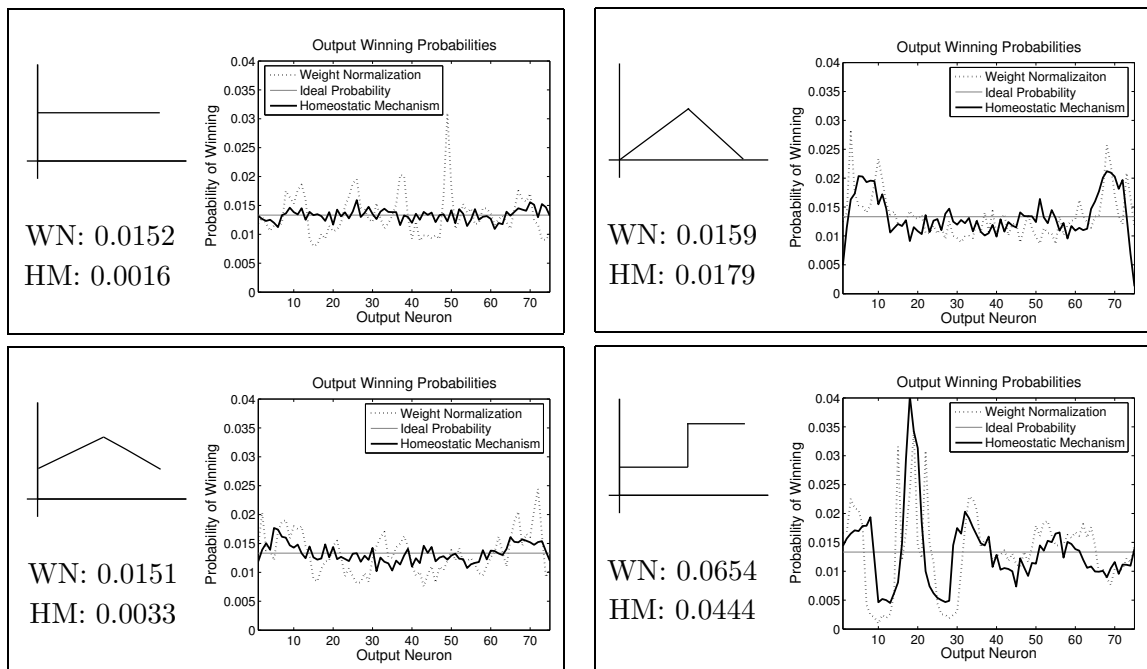 Output Winning Probabilities
0.04
0.035
0.03
0.025
0.02
0.015
0.01
0.005
0
Probability of Winning
Weight Normalization
Ideal Probability
Homeostatic Mechanism
10 20 30 40 50 60 70
Output Neuron
WN: 0.0152
HM: 0.0016
Output Winning Probabilities
0.04
0.035
0.03
0.025
0.02
0.015
0.01
0.005
0
Probability of Winning
Weight Normalizaiton
Ideal Probability
Homeostatic Mechanism
10 20 30 40 50 60 70
Output Neuron
WN: 0.0159
HM: 0.0179
Output Winning Probabilities
0.04
0.035
0.03
0.025
0.02
0.015
0.01
0.005
0
Probability of Winning
Weight Normalization
Ideal Probability
Homeostatic Mechanism
10 20 30 40 50 60 70
Output Neuron
WN: 0.0151
HM: 0.0033
Output Winning Probabilities
0.04
0.035
0.03
0.025
0.02
0.015
0.01
0.005
0
Probability of Winning
Weight Normalization
Ideal Probability
Homeostatic Mechanism
10 20 30 40 50 60 70
Output Neuron
WN: 0.0654
HM: 0.0444